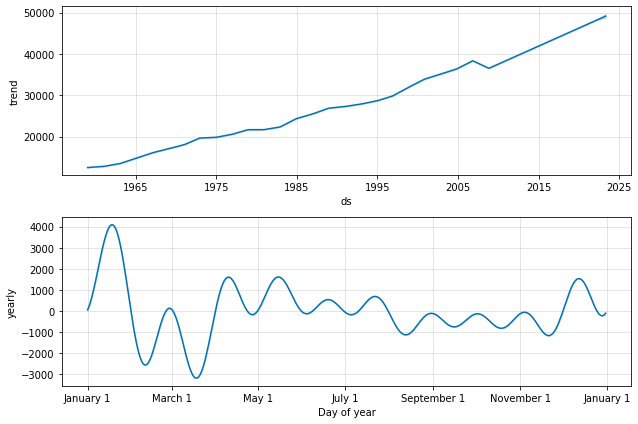 50000
40000
30000
20000
trend
1965 1975 1985 1995 2005 2015 2025
ds
4000
3000
2000
1000
0
−1000
−2000
−3000
yearly
January 1 March 1 May 1 July 1 September 1 November 1 January 1
Day of year